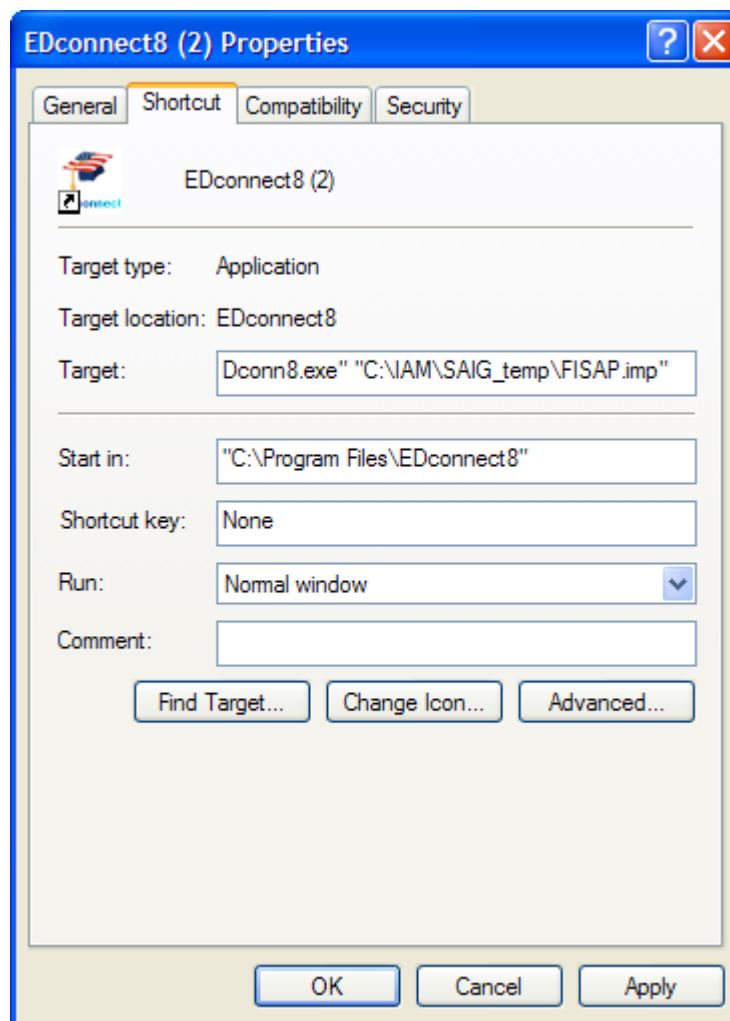 EDconnect8 (2) Properties
General Shortcut Compatibility Security
onnect
EDconnect8 (2)
Target type: Application
Target location: EDconnect8
Target: Dconn8.exe" "C:\IAM\SAIG_temp\FISAP.imp"
Start in: "C:\Program Files\EDconnect8"
Shortcut key: None
Run: Normal window
Comment:
Find Target... Change Icon... Advanced...
OK Cancel Apply